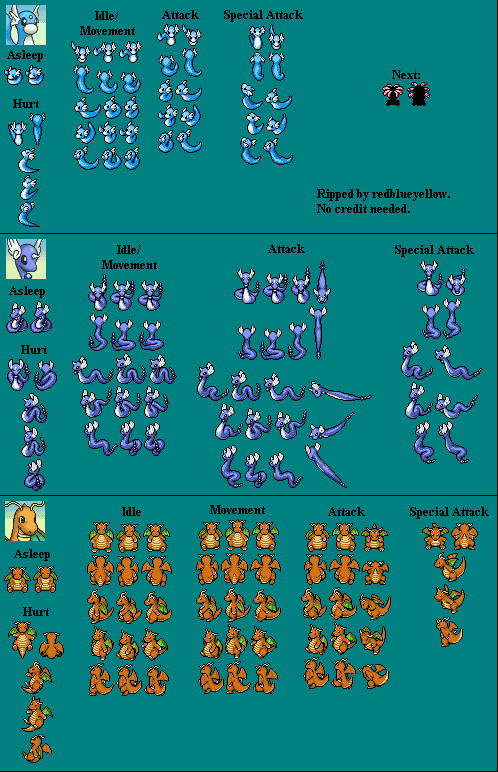 Idle/
Movement
Attack
Special Attack
Asleep
Hurt
Next:
Ripped by redblueyellow.
No credit needed.
Idle/
Movement
Attack
Special Attack
Asleep
Hurt
Idle
Movement
Attack
Special Attack
Asleep
Hurt